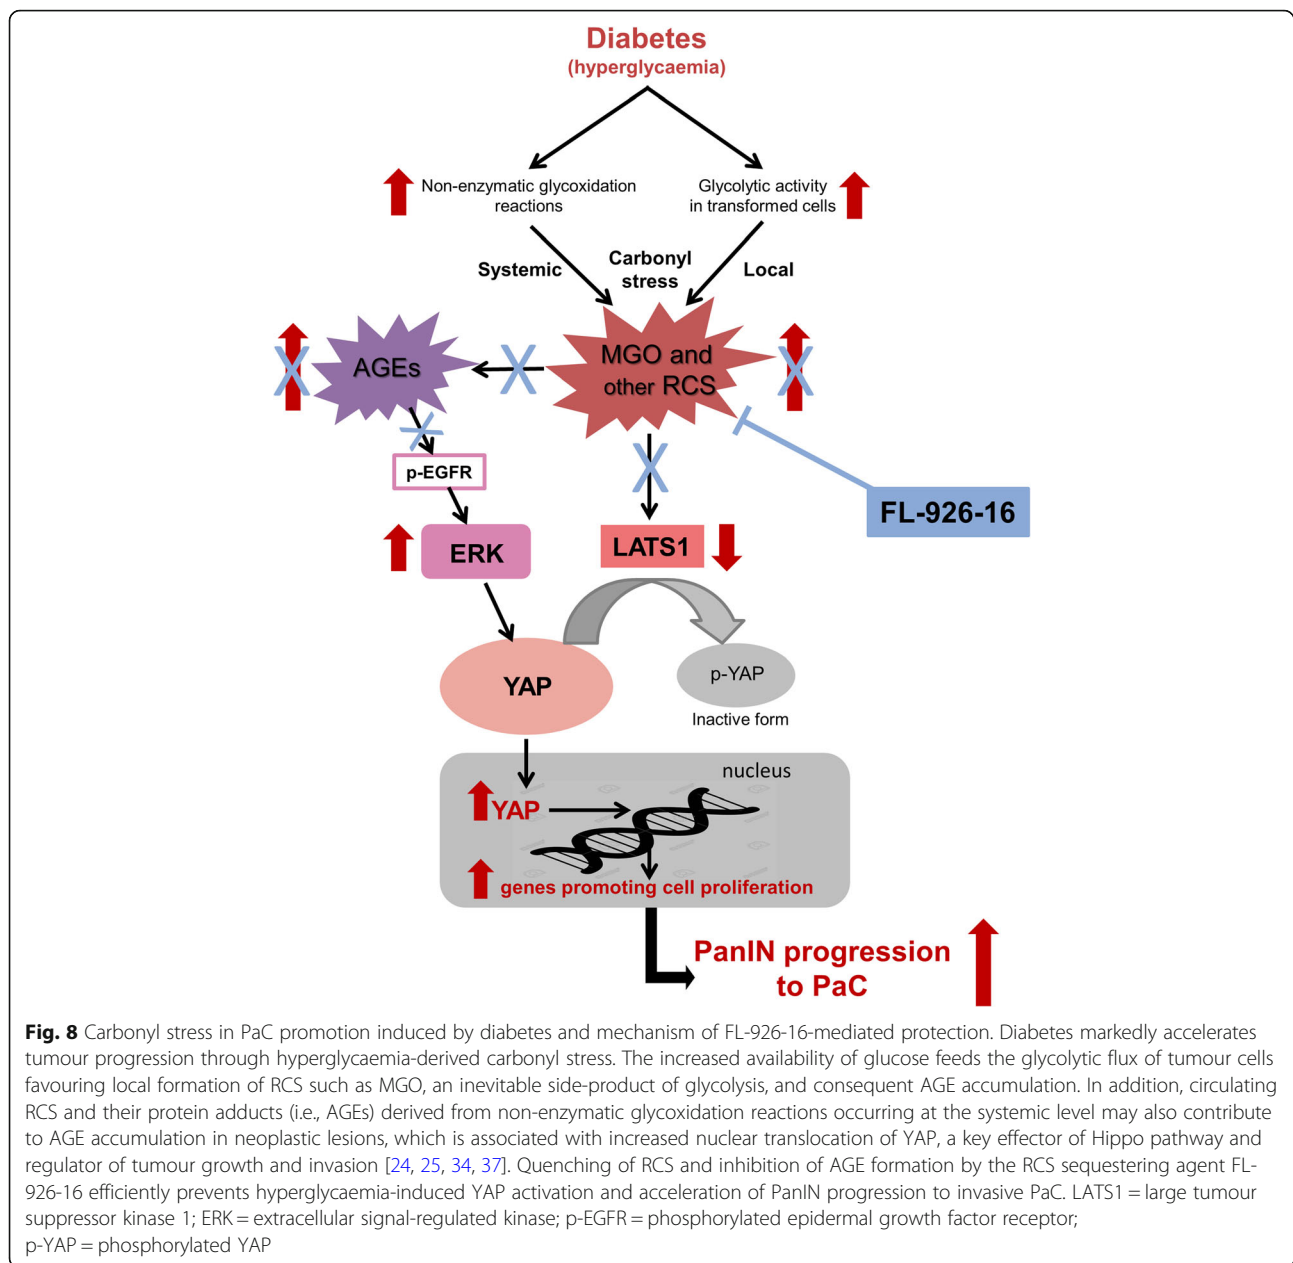 Diabetes
(hyperglycaemia)
Non-enzymatic glycoxidation
reactions
Glycolytic activity
in transformed cells
Systemic
Carbonyl
stress
Local
AGEs
MGO and
other RCS
p-EGFR
FL-926-16
ERK
LATS1
YAP
p-YAP
Inactive form
nucleus
YAP
genes promoting cell proliferation
PanIN progression
to PaC
Fig. 8 Carbonyl stress in PaC promotion induced by diabetes and mechanism of FL-926-16-mediated protection. Diabetes markedly accelerates
tumour progression through hyperglycaemia-derived carbonyl stress. The increased availability of glucose feeds the glycolytic flux of tumour cells
favouring local formation of RCS such as MGO, an inevitable side-product of glycolysis, and consequent AGE accumulation. In addition, circulating
RCS and their protein adducts (i.e., AGEs) derived from non-enzymatic glycoxidation reactions occurring at the systemic level may also contribute
to AGE accumulation in neoplastic lesions, which is associated with increased nuclear translocation of YAP, a key effector of Hippo pathway and
regulator of tumour growth and invasion [24, 25, 34, 37]. Quenching of RCS and inhibition of AGE formation by the RCS sequestering agent FL-
926-16 efficiently prevents hyperglycaemia-induced YAP activation and acceleration of PanIN progression to invasive PaC. LATS1 = large tumour
suppressor kinase 1; ERK = extracellular signal-regulated kinase; p-EGFR = phosphorylated epidermal growth factor receptor;
p-YAP = phosphorylated YAP